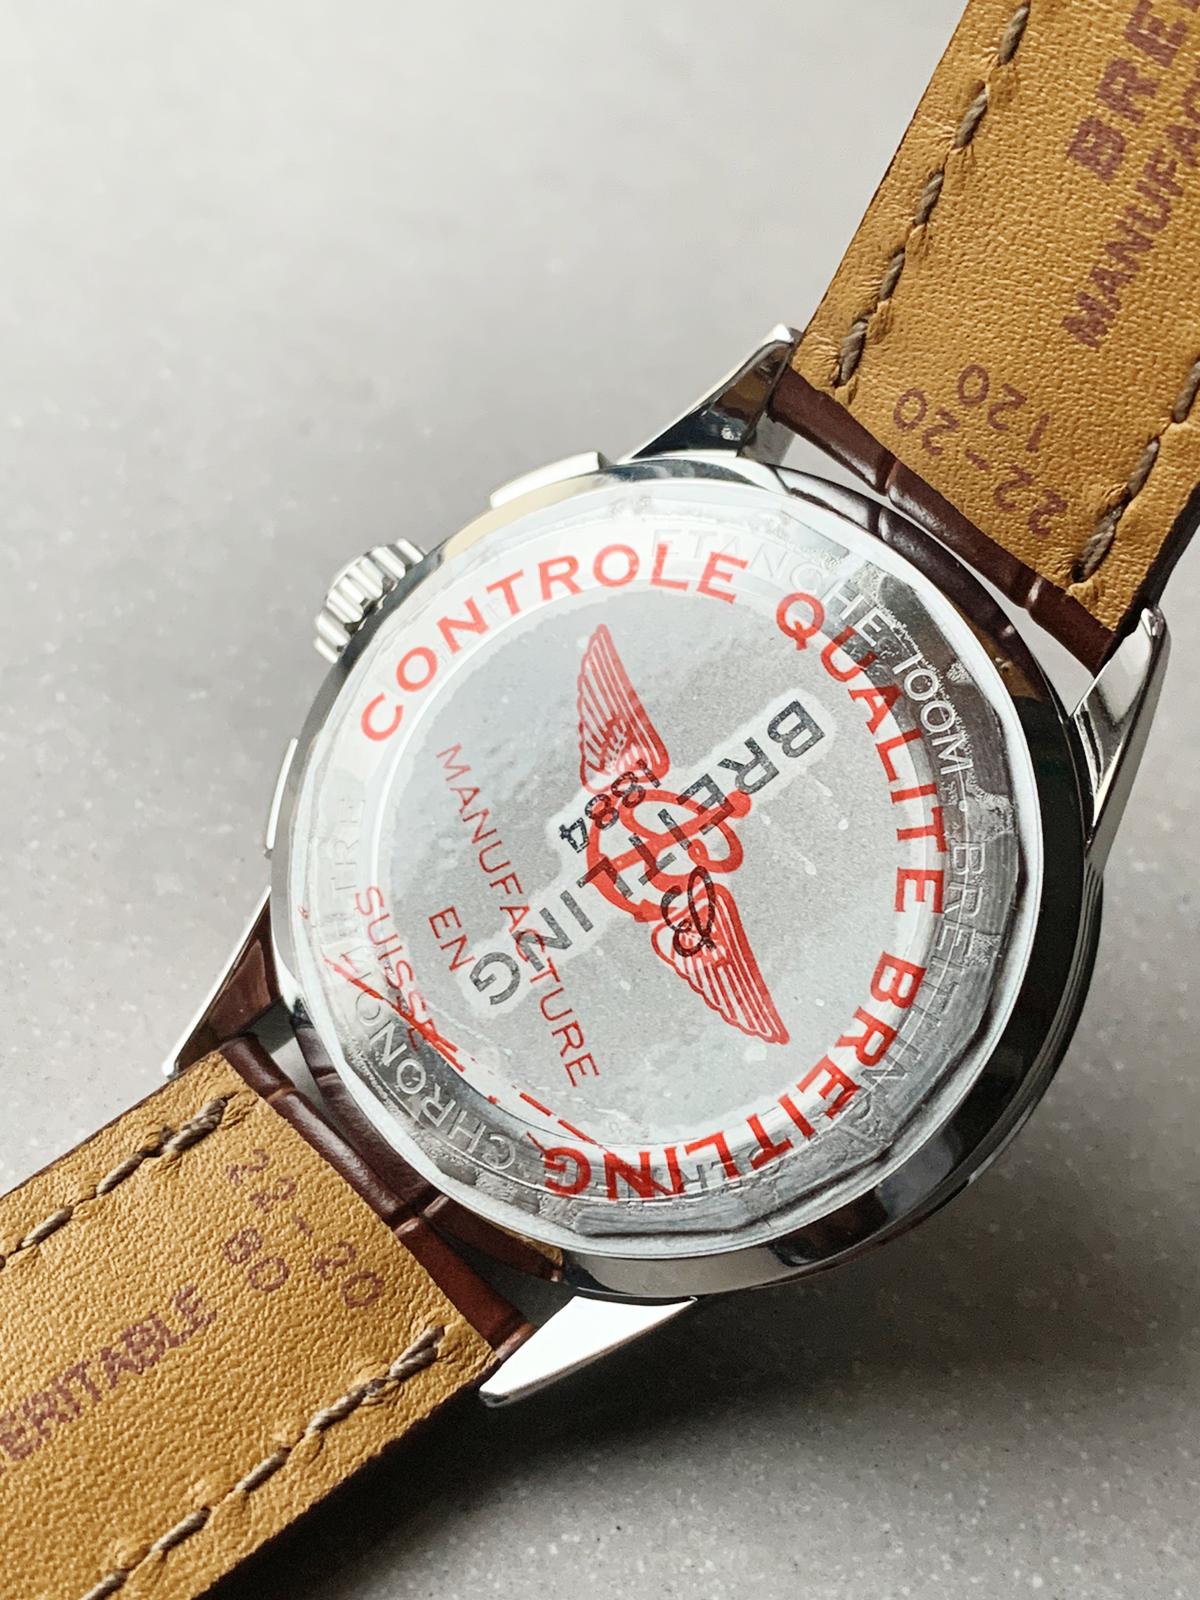 BRE
MANUFAC
22-20
120
22
CONTROLE QUALITE BREITLING
ETANCHE 100M · BREITLING
CHRONOMETRE
BREITLING
1884
B
MANUFACTURE
EN
SUISSE
22-20
80
ERITABLE